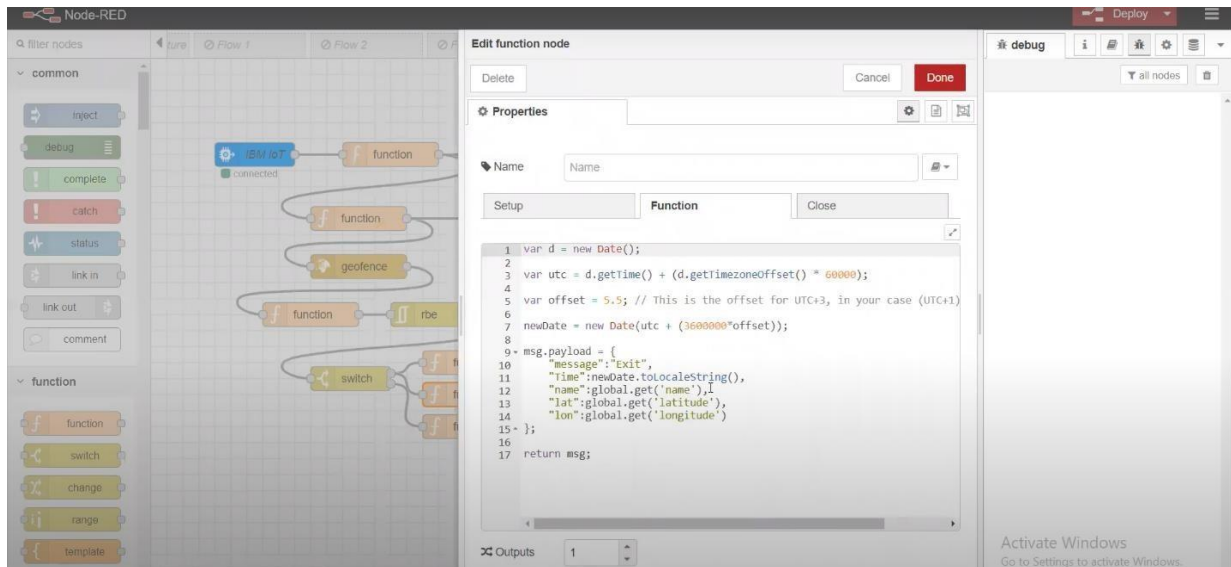 Node-RED
Deploy
filter nodes
ture
Flow 1
Flow 2
Edit function node
debug
i
common
Delete
Cancel
Done
all nodes
inject
Properties
debug
IBM IoT
function
connected
Name
Name
complete
catch
function
Setup
Function
Close
status
geofence
link in
link out
function
rbe
comment
switch
function
function
switch
change
range
template
1 var d = new Date();
2
3 var utc = d.getTime() + (d.getTimezoneOffset() * 60000);
4
5 var offset = 5.5; // This is the offset for UTC+3, in your case (UTC+1)
6
7 newDate = new Date(utc + (3600000*offset));
8
9 msg.payload = {
10 "message":"Exit",
11 "Time":newDate.toLocaleString(),
12 "name":global.get('name'),
13 "lat":global.get('latitude'),
14 "lon":global.get('longitude')
15 };
16
17 return msg;
Outputs
1
Activate Windows
Go to Settings to activate Windows.